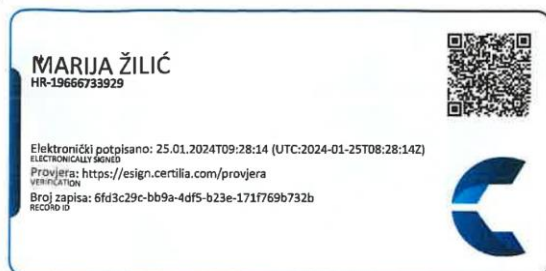 MARIJA ŽILIĆ
HR-19666733929
Elektronički potpisano: 25.01.2024T09:28:14 (UTC:2024-01-25T08:28:14Z)
ELECTRONICALLY SIGNED
Provjera: https://esign.certilia.com/provjera
VERIFICATION
Broj zapisa: 6fd3c29c-bb9a-4df5-b23e-171f769b732b
RECORD ID